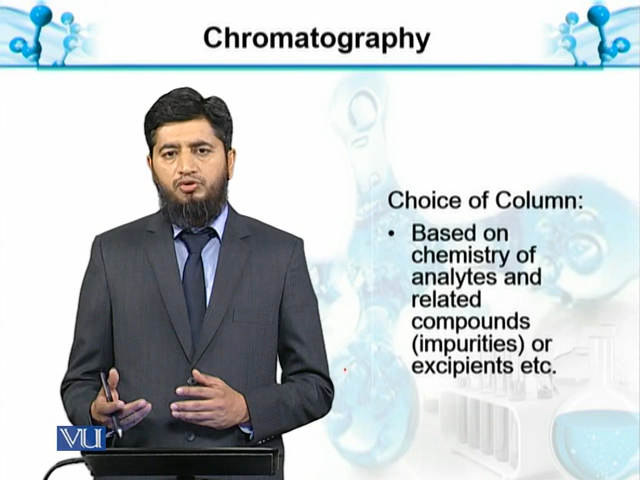 Chromatography
Choice of Column:
• Based on
chemistry of
analytes and
related
compounds
(impurities) or
excipients etc.
VU